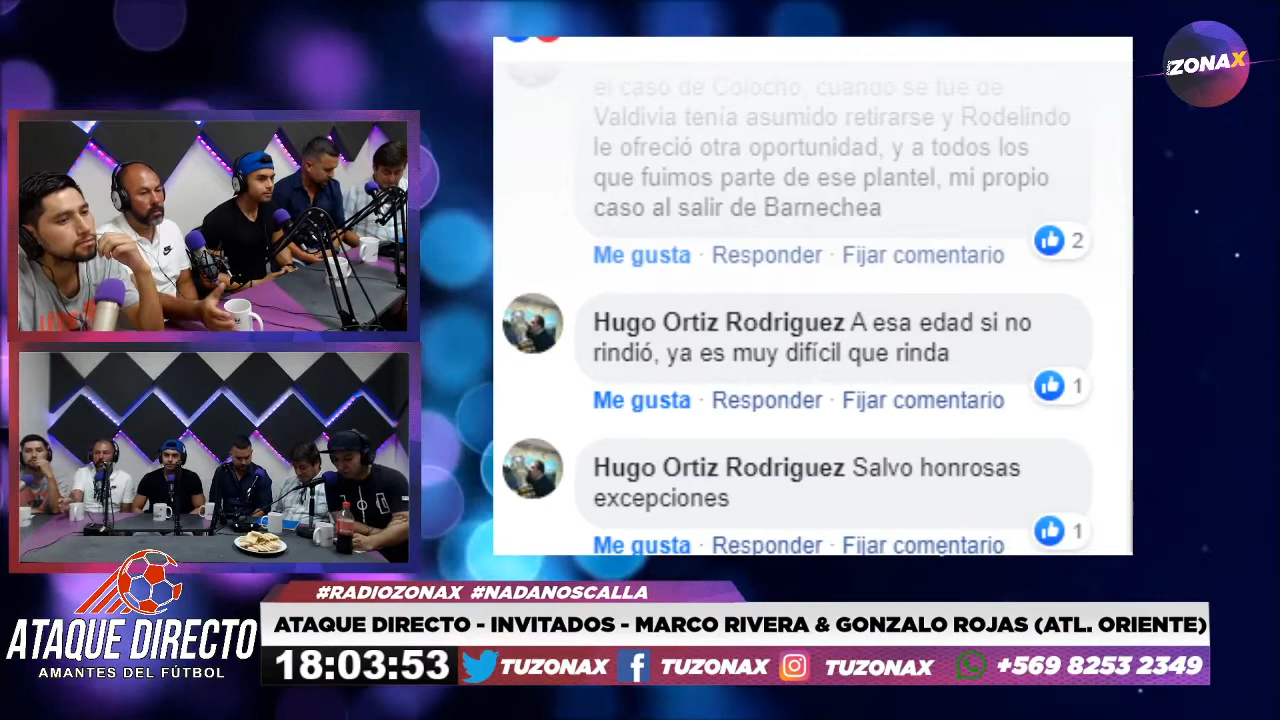 ZONAX
el caso de Colocho, cuando se fue de
Valdivia tenía asumido retirarse y Rodelindo
le ofreció otra oportunidad, y a todos los
que fuimos parte de ese plantel, mi propio
caso al salir de Barnechea
2
Me gusta · Responder · Fijar comentario
Hugo Ortiz Rodriguez A esa edad si no
rindió, ya es muy difícil que rinda
1
Me gusta · Responder · Fijar comentario
Hugo Ortiz Rodriguez Salvo honrosas
excepciones
1
Me gusta · Responder · Fijar comentario
#RADIOZONAX #NADANOSCALLA
ATAQUE DIRECTO
AMANTES DEL FÚTBOL
ATAQUE DIRECTO - INVITADOS - MARCO RIVERA & GONZALO ROJAS (ATL. ORIENTE)
18:03:53 TUZONAX TUZONAX TUZONAX +569 8253 2349